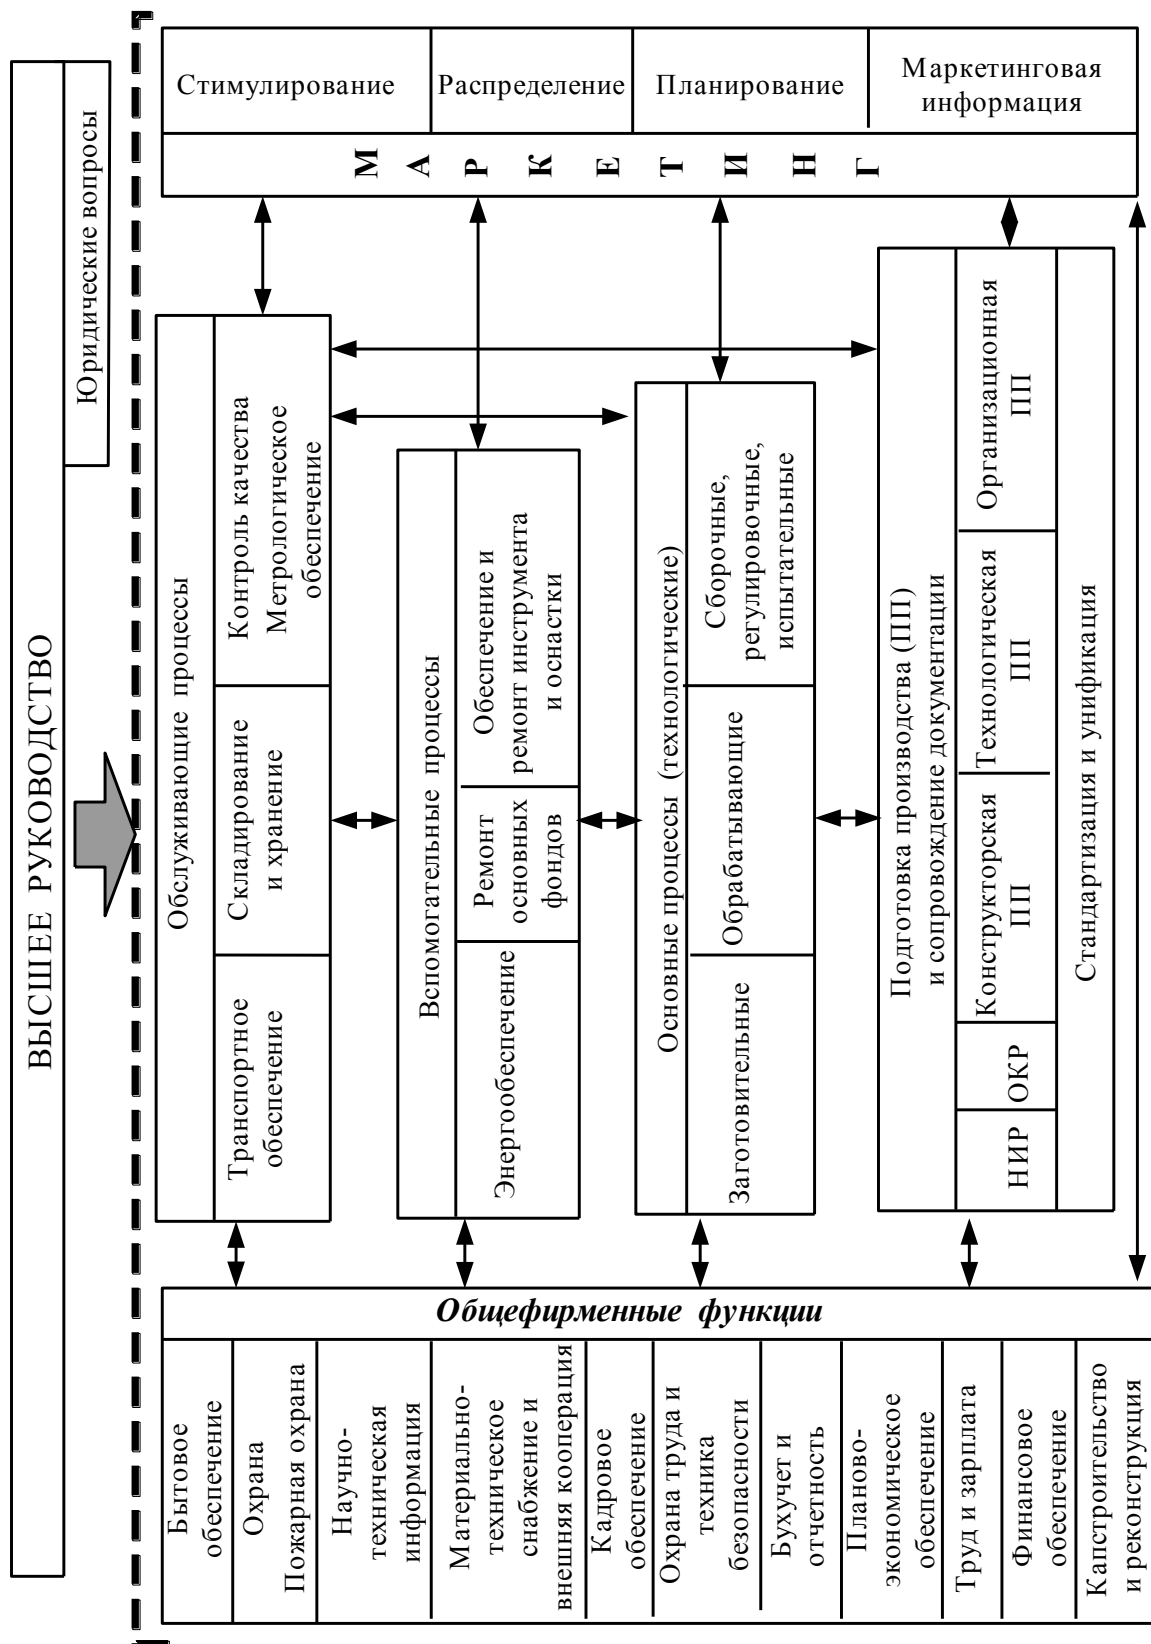 ВЫСШЕЕ РУКОВОДСТВО
Юридические вопросы
Стимулирование
Распределение
Планирование
Маркетинговая
информация
МАРКЕТИНГ
Обслуживающие процессы
Транспортное
обеспечение
Складирование
и хранение
Контроль качества
Метрологическое
обеспечение
Вспомогательные процессы
Энергообеспечение
Ремонт
основных
фондов
Обеспечение и
ремонт инструмента
и оснастки
Основные процессы (технологические)
Заготовительные
Обрабатывающие
Сборочные,
регулировочные,
испытательные
Подготовка производства (ПП)
и сопровождение документации
НИР
ОКР
Конструкторская
ПП
Технологическая
ПП
Организационная
ПП
Стандартизация и унификация
Общефирменные функции
Бытовое
обеспечение
Охрана
Пожарная охрана
Научно-
техническая
информация
Материально-
техническое
снабжение и
внешняя кооперация
Кадровое
обеспечение
Охрана труда и
техника
безопасности
Бухучет и
отчетность
Планово-
экономическое
обеспечение
Труд и зарплата
Финансовое
обеспечение
Капстроительство
и реконструкция